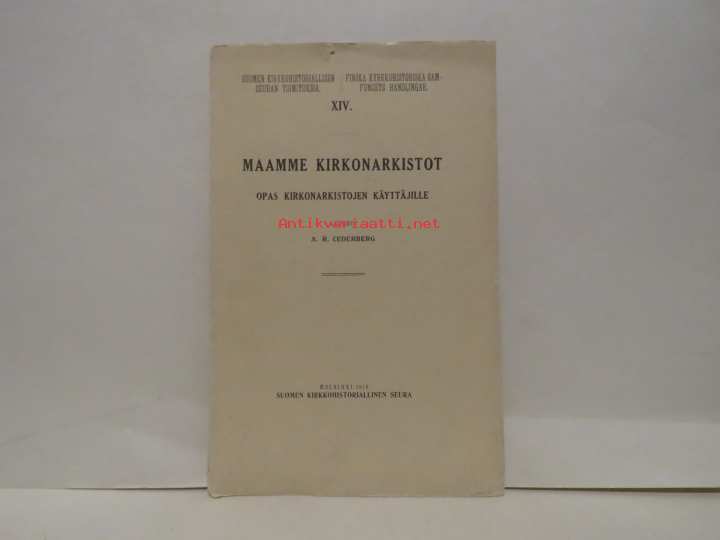 SUOMEN KIRKKOHISTORIALLISEN
SEURAN TOIMITUKSIA.
FINSKA KYRKOHISTORISKA SAM-
FUNDETS HANDLINGAR.
XIV.
MAAMME KIRKONARKISTOT
OPAS KIRKONARKISTOJEN KÄYTTÄJILLE
Antikvariaatti.net
A. R. CEDERBERG
HELSINKI
SUOMEN KIRKKOHISTORIALLINEN SEURA